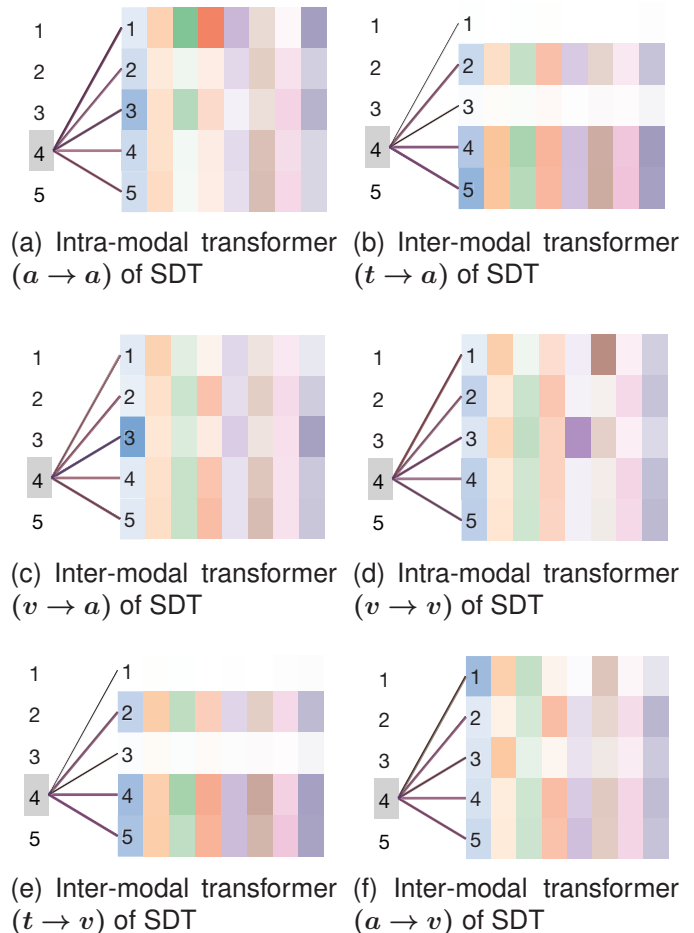 1 1
2 2
3 3
4 4
5 5
(a) Intra-modal transformer
(a → a) of SDT
1 1
2 2
3 3
4 4
5 5
(b) Inter-modal transformer
(t → a) of SDT
1 1
2 2
3 3
4 4
5 5
(c) Inter-modal transformer
(v → a) of SDT
1 1
2 2
3 3
4 4
5 5
(d) Intra-modal transformer
(v → v) of SDT
1 1
2 2
3 3
4 4
5 5
(e) Inter-modal transformer
(t → v) of SDT
1 1
2 2
3 3
4 4
5 5
(f) Inter-modal transformer
(a → v) of SDT